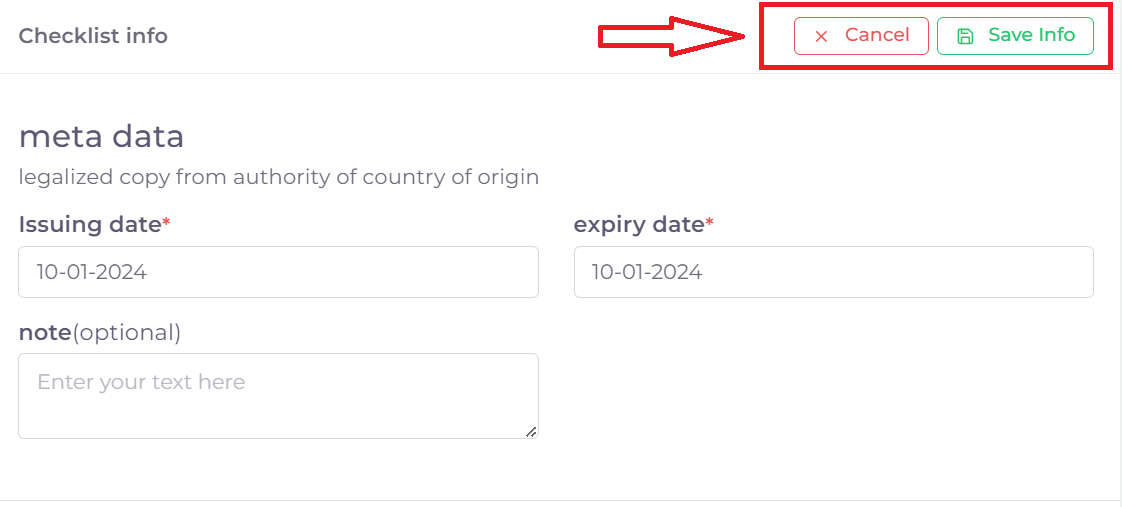 Checklist info
Cancel
Save Info
meta data
legalized copy from authority of country of origin
Issuing date*
expiry date*
10-01-2024
10-01-2024
note(optional)
Enter your text here